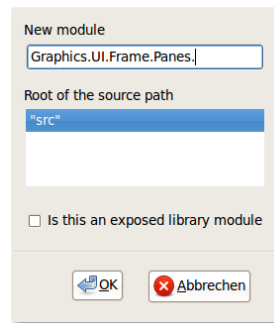 New module
Graphics.UI.Frame.Panes.
Root of the source path
"src"
Is this an exposed library module
OK
Abbrechen